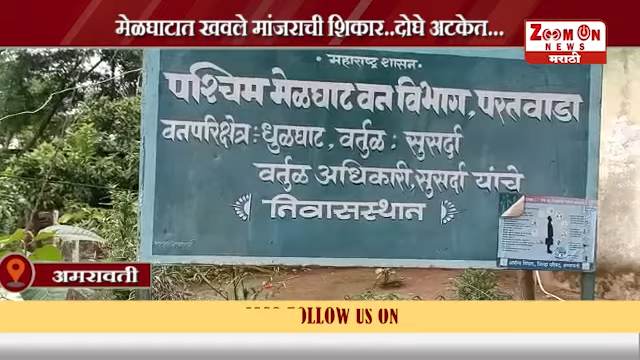 मेळघाटात खवले मांजराची शिकार..दोघे अटकेत...
ZOOM ON
NEWS
मराठी
• महाराष्ट्र शासन •
पश्चिम मेळघाट वन विभाग, परतवाडा
वनपरिक्षेत्र :- धुळघाट, वर्तुळ : सुसर्दा
वर्तुळ अधिकारी, सुसर्दा यांचे
निवासस्थान
अमरावती
OLLOW US ON